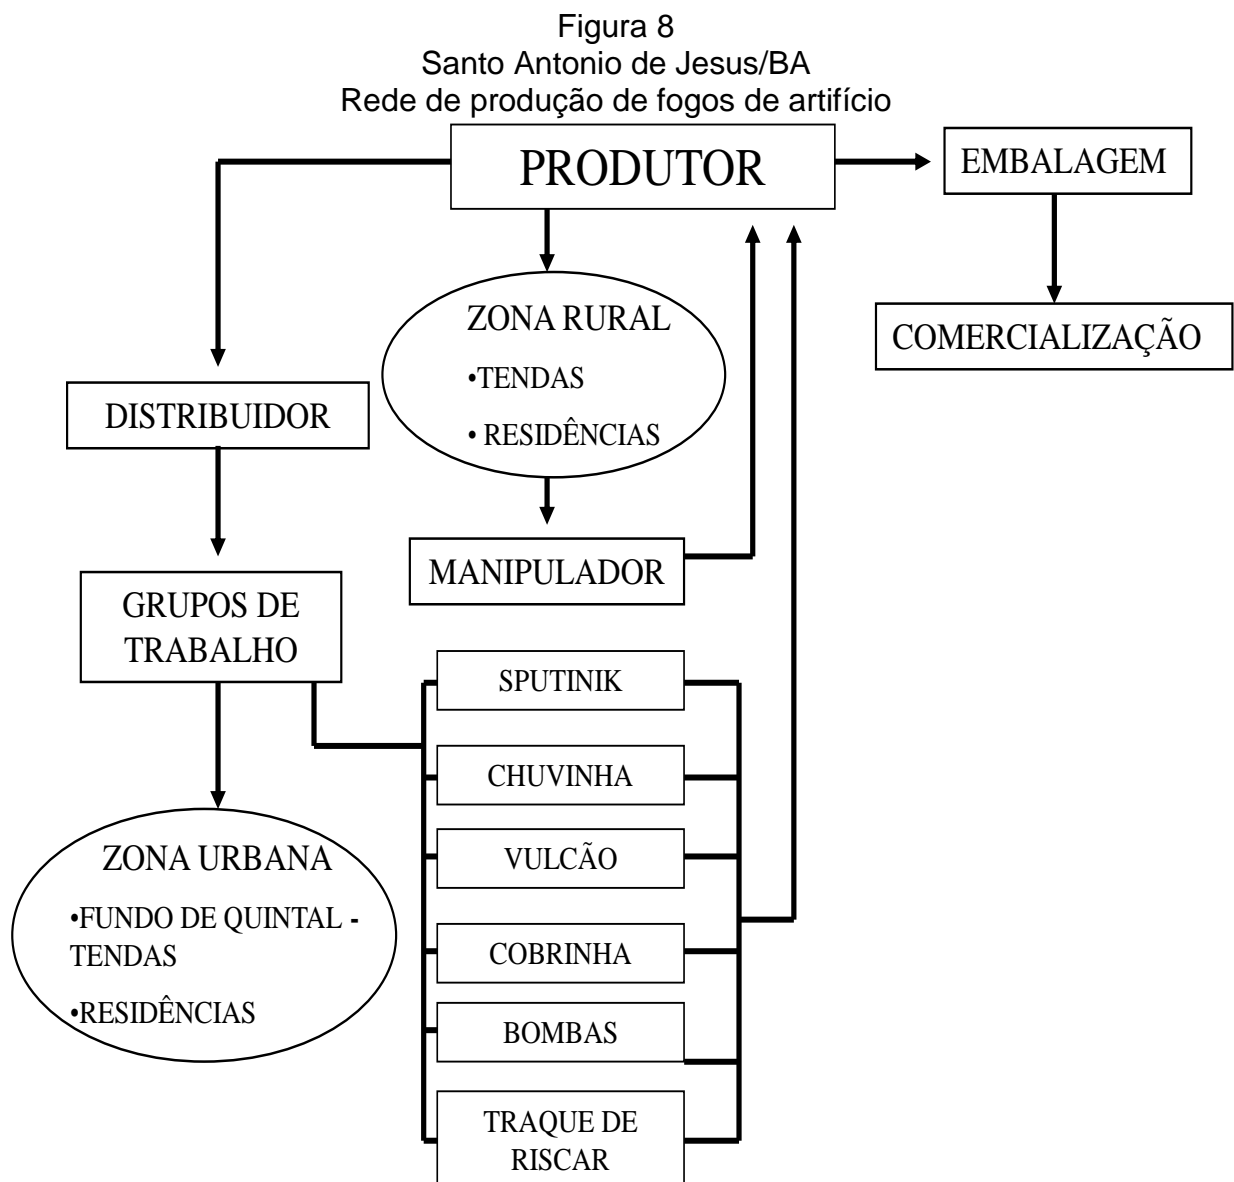 Figura 8
Santo Antonio de Jesus/BA
Rede de produção de fogos de artifício
PRODUTOR
EMBALAGEM
COMERCIALIZAÇÃO
ZONA RURAL
•TENDAS
• RESIDÊNCIAS
DISTRIBUIDOR
MANIPULADOR
GRUPOS DE
TRABALHO
SPUTINIK
CHUVINHA
VULCÃO
COBRINHA
BOMBAS
TRAQUE DE
RISCAR
ZONA URBANA
•FUNDO DE QUINTAL -
TENDAS
•RESIDÊNCIAS